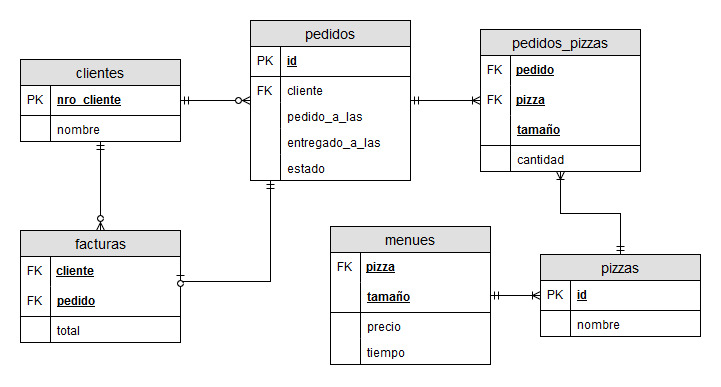 clientes
PK nro_cliente
nombre
pedidos
PK id
FK cliente
pedido_a_las
entregado_a_las
estado
pedidos_pizzas
FK pedido
FK pizza
tamaño
cantidad
facturas
FK cliente
FK pedido
total
menues
FK pizza
tamaño
precio
tiempo
pizzas
PK id
nombre